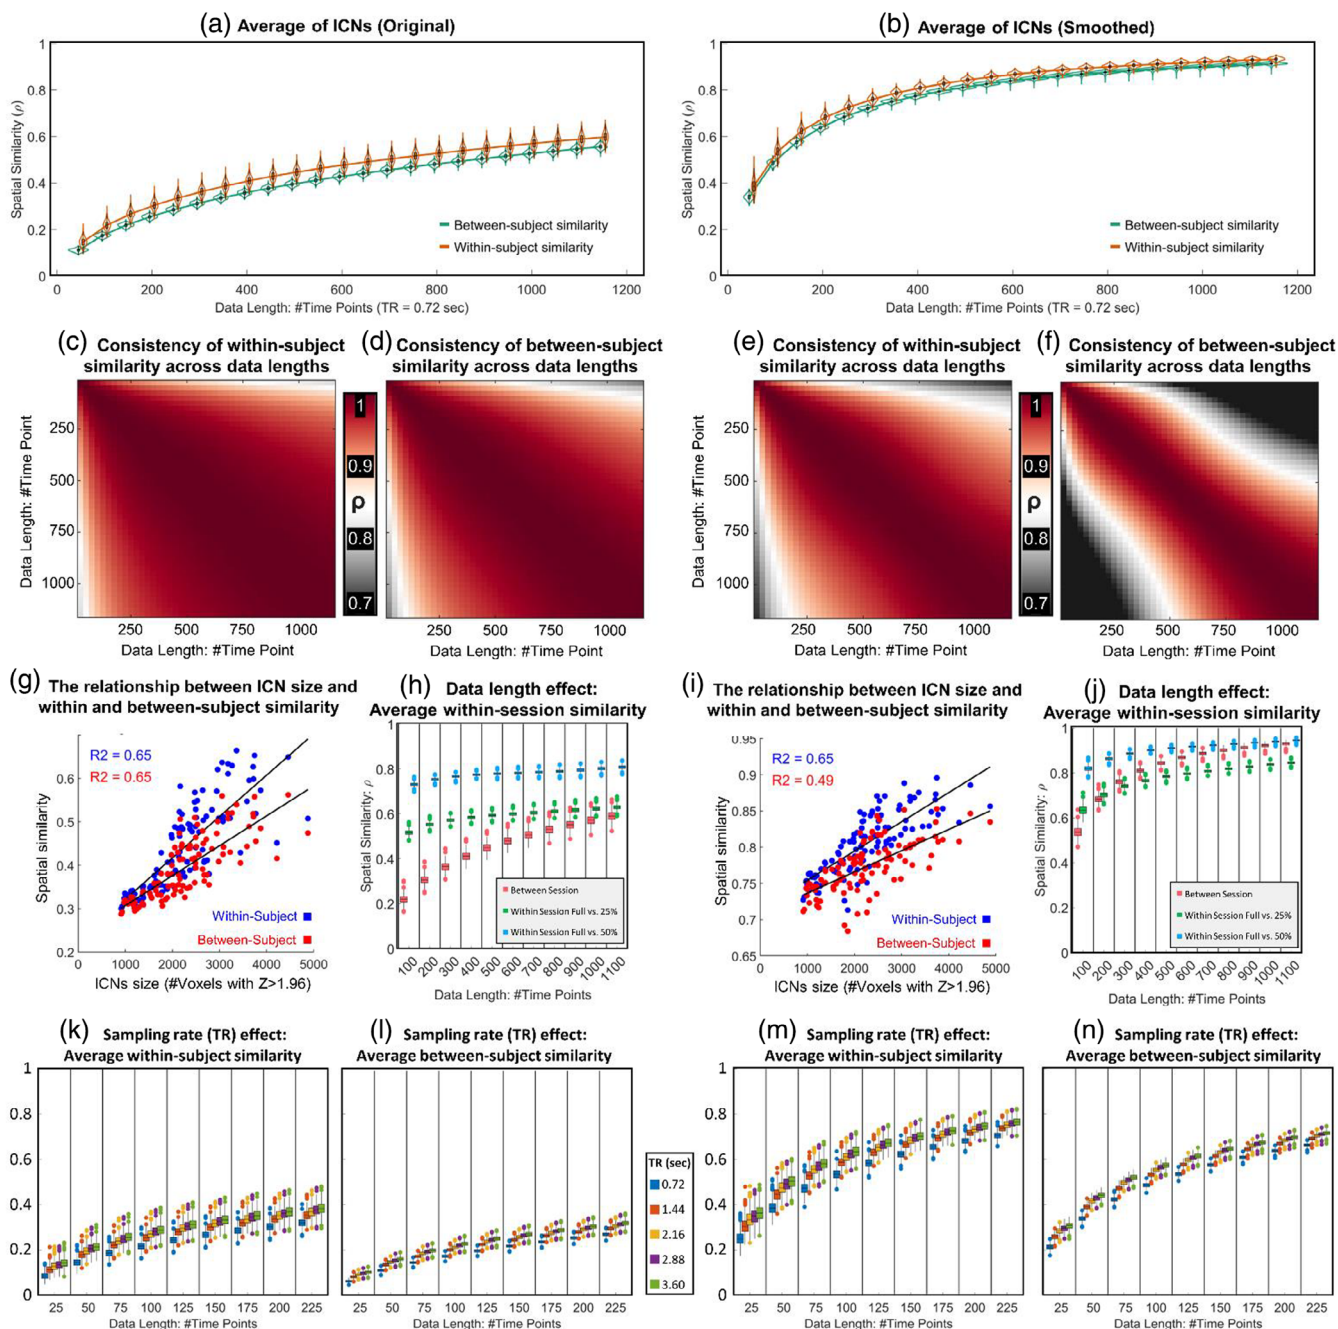 (a) Average of ICNs (Original)
Spatial Similarity (ρ)
1
0.8
0.6
0.4
0.2
0
Between-subject similarity
Within-subject similarity
0 200 400 600 800 1000 1200
Data Length: #Time Points (TR = 0.72 sec)
(b) Average of ICNs (Smoothed)
Spatial Similarity (ρ)
1
0.8
0.6
0.4
0.2
0
Between-subject similarity
Within-subject similarity
0 200 400 600 800 1000 1200
Data Length: #Time Points (TR = 0.72 sec)
(c) Consistency of within-subject
similarity across data lengths
Data Length: #Time Point
250
500
750
1000
250 500 750 1000
Data Length: #Time Point
(d) Consistency of between-subject
similarity across data lengths
1
0.9
ρ
0.8
0.7
250 500 750 1000
Data Length: #Time Point
(e) Consistency of within-subject
similarity across data lengths
Data Length: #Time Point
250
500
750
1000
250 500 750 1000
Data Length: #Time Point
(f) Consistency of between-subject
similarity across data lengths
1
0.9
ρ
0.8
0.7
250 500 750 1000
Data Length: #Time Point
(g) The relationship between ICN size and
within and between-subject similarity
Spatial similarity
0.6
0.5
0.4
0.3
0.2
R2 = 0.65
R2 = 0.65
Within-Subject
Between-Subject
0 1000 2000 3000 4000 5000
ICNs size (#Voxels with Z>1.96)
(h) Data length effect:
Average within-session similarity
Spatial Similarity: ρ
1
0.8
0.6
0.4
0.2
0
Between Session
Within Session Full vs. 25%
Within Session Full vs. 50%
100 200 300 400 500 600 700 800 900 1000 1100
Data Length: #Time Points
(i) The relationship between ICN size and
within and between-subject similarity
Spatial similarity
0.95
0.9
0.85
0.8
0.75
0.7
0.65
R2 = 0.65
R2 = 0.49
Within-Subject
Between-Subject
0 1000 2000 3000 4000 5000
ICNs size (#Voxels with Z>1.96)
(j) Data length effect:
Average within-session similarity
Spatial Similarity: ρ
1
0.8
0.6
0.4
0.2
0
Between Session
Within Session Full vs. 25%
Within Session Full vs. 50%
100 200 300 400 500 600 700 800 900 1000 1100
Data Length: #Time Points
(k) Sampling rate (TR) effect:
Average within-subject similarity
1
0.8
0.6
0.4
0.2
0
25 50 75 100 125 150 175 200 225
Data Length: #Time Points
(l) Sampling rate (TR) effect:
Average between-subject similarity
25 50 75 100 125 150 175 200 225
Data Length: #Time Points
TR (sec)
0.72
1.44
2.16
2.88
3.60
(m) Sampling rate (TR) effect:
Average within-subject similarity
1
0.8
0.6
0.4
0.2
0
25 50 75 100 125 150 175 200 225
Data Length: #Time Points
(n) Sampling rate (TR) effect:
Average between-subject similarity
25 50 75 100 125 150 175 200 225
Data Length: #Time Points